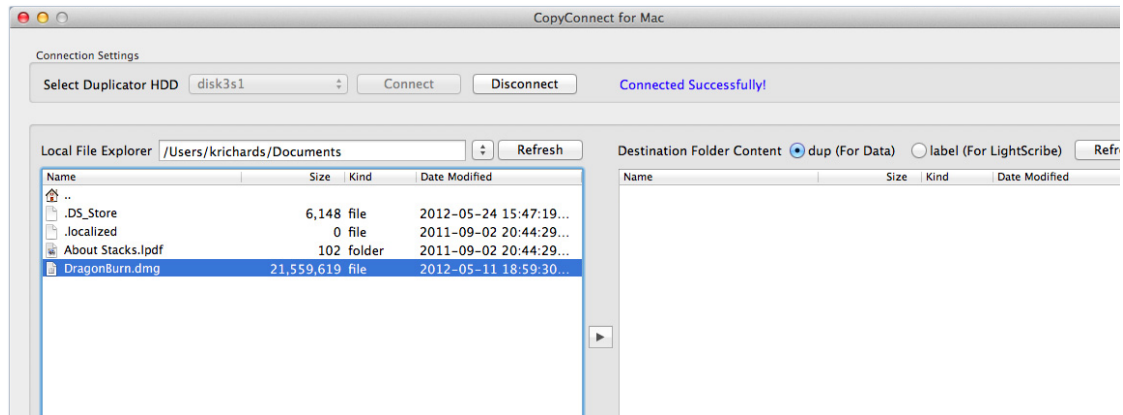 CopyConnect for Mac
Connection Settings
Select Duplicator HDD disk3s1 Connect Disconnect Connected Successfully!
Local File Explorer /Users/krichards/Documents Refresh Destination Folder Content dup (For Data) label (For LightScribe) Refr
Name Size Kind Date Modified Name Size Kind Date Modified
..
.DS_Store 6,148 file 2012-05-24 15:47:19...
.localized 0 file 2011-09-02 20:44:29...
About Stacks.lpdf 102 folder 2011-09-02 20:44:29...
DragonBurn.dmg 21,559,619 file 2012-05-11 18:59:30...